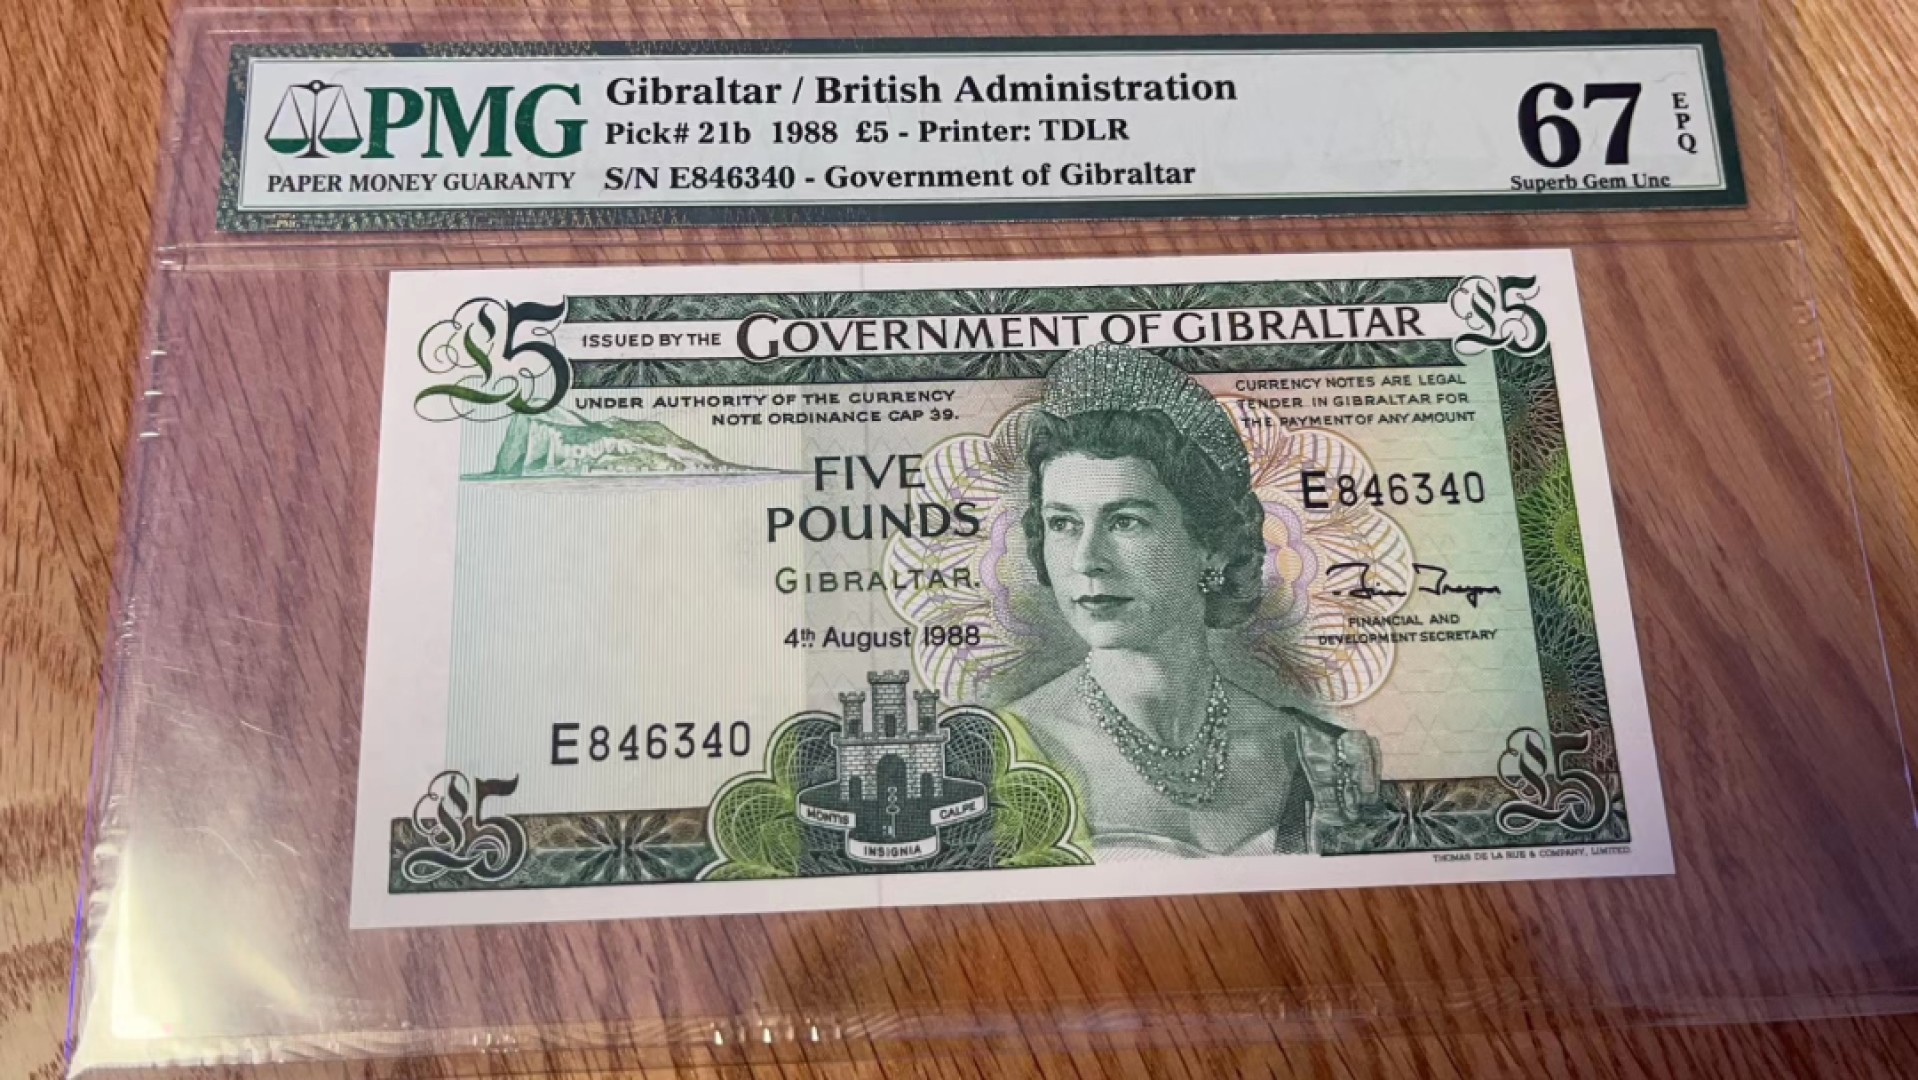 PMG
PAPER MONEY GUARANTY
Gibraltar / British Administration
Pick# 21b 1988 £5 - Printer: TDLR
S/N E846340 - Government of Gibraltar
67
EPQ
Superb Gem Unc
£5
ISSUED BY THE GOVERNMENT OF GIBRALTAR
£5
UNDER AUTHORITY OF THE CURRENCY
NOTE ORDINANCE CAP 39.
CURRENCY NOTES ARE LEGAL
TENDER IN GIBRALTAR FOR
THE PAYMENT OF ANY AMOUNT
FIVE
POUNDS
GIBRALTAR.
4th August 1988
E846340
FINANCIAL AND
DEVELOPMENT SECRETARY
E846340
MONTIS
INSIGNIA
CALPE
£5
£5
THOMAS DE LA RUE & COMPANY, LIMITED.